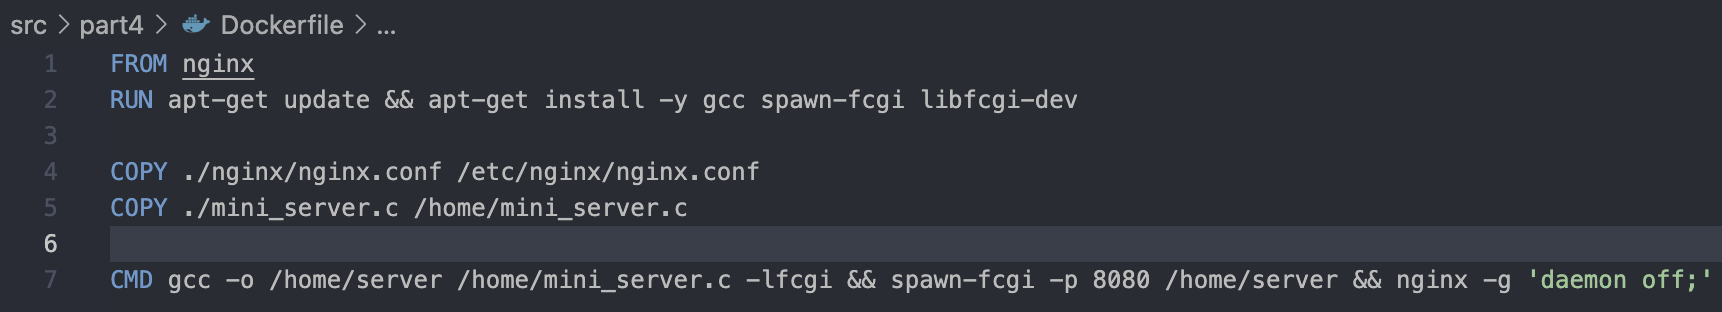 src > part4 > Dockerfile > ...
1 FROM nginx
2 RUN apt-get update && apt-get install -y gcc spawn-fcgi libfcgi-dev
3
4 COPY ./nginx/nginx.conf /etc/nginx/nginx.conf
5 COPY ./mini_server.c /home/mini_server.c
6
7 CMD gcc -o /home/server /home/mini_server.c -lfcgi && spawn-fcgi -p 8080 /home/server && nginx -g 'daemon off;'